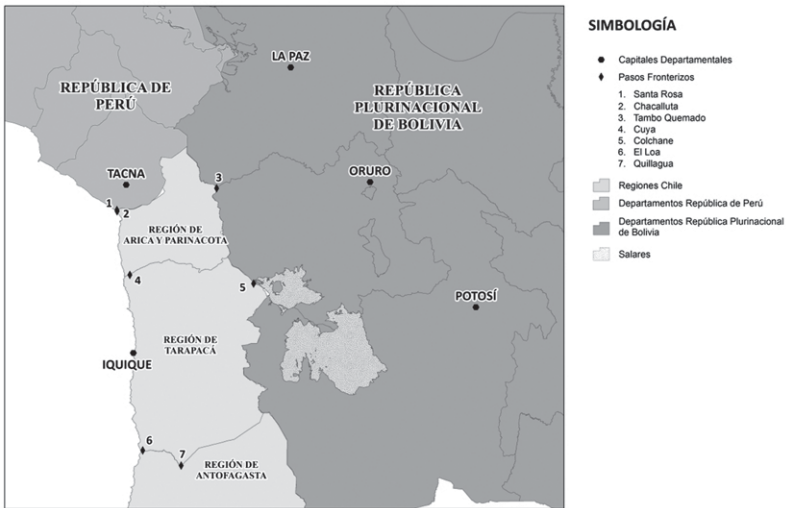 LA PAZ
REPÚBLICA DE
PERÚ
REPÚBLICA
PLURINACIONAL
DE BOLIVIA
TACNA
ORURO
3
1
2
REGIÓN DE
ARICA Y PARINACOTA
4
5
POTOSÍ
REGIÓN DE
TARAPACÁ
IQUIQUE
6
7
REGIÓN DE
ANTOFAGASTA
SIMBOLOGÍA
Capitales Departamentales
Pasos Fronterizos
1. Santa Rosa
2. Chacalluta
3. Tambo Quemado
4. Cuya
5. Colchane
6. El Loa
7. Quillagua
Regiones Chile
Departamentos República de Perú
Departamentos República Plurinacional
de Bolivia
Salares